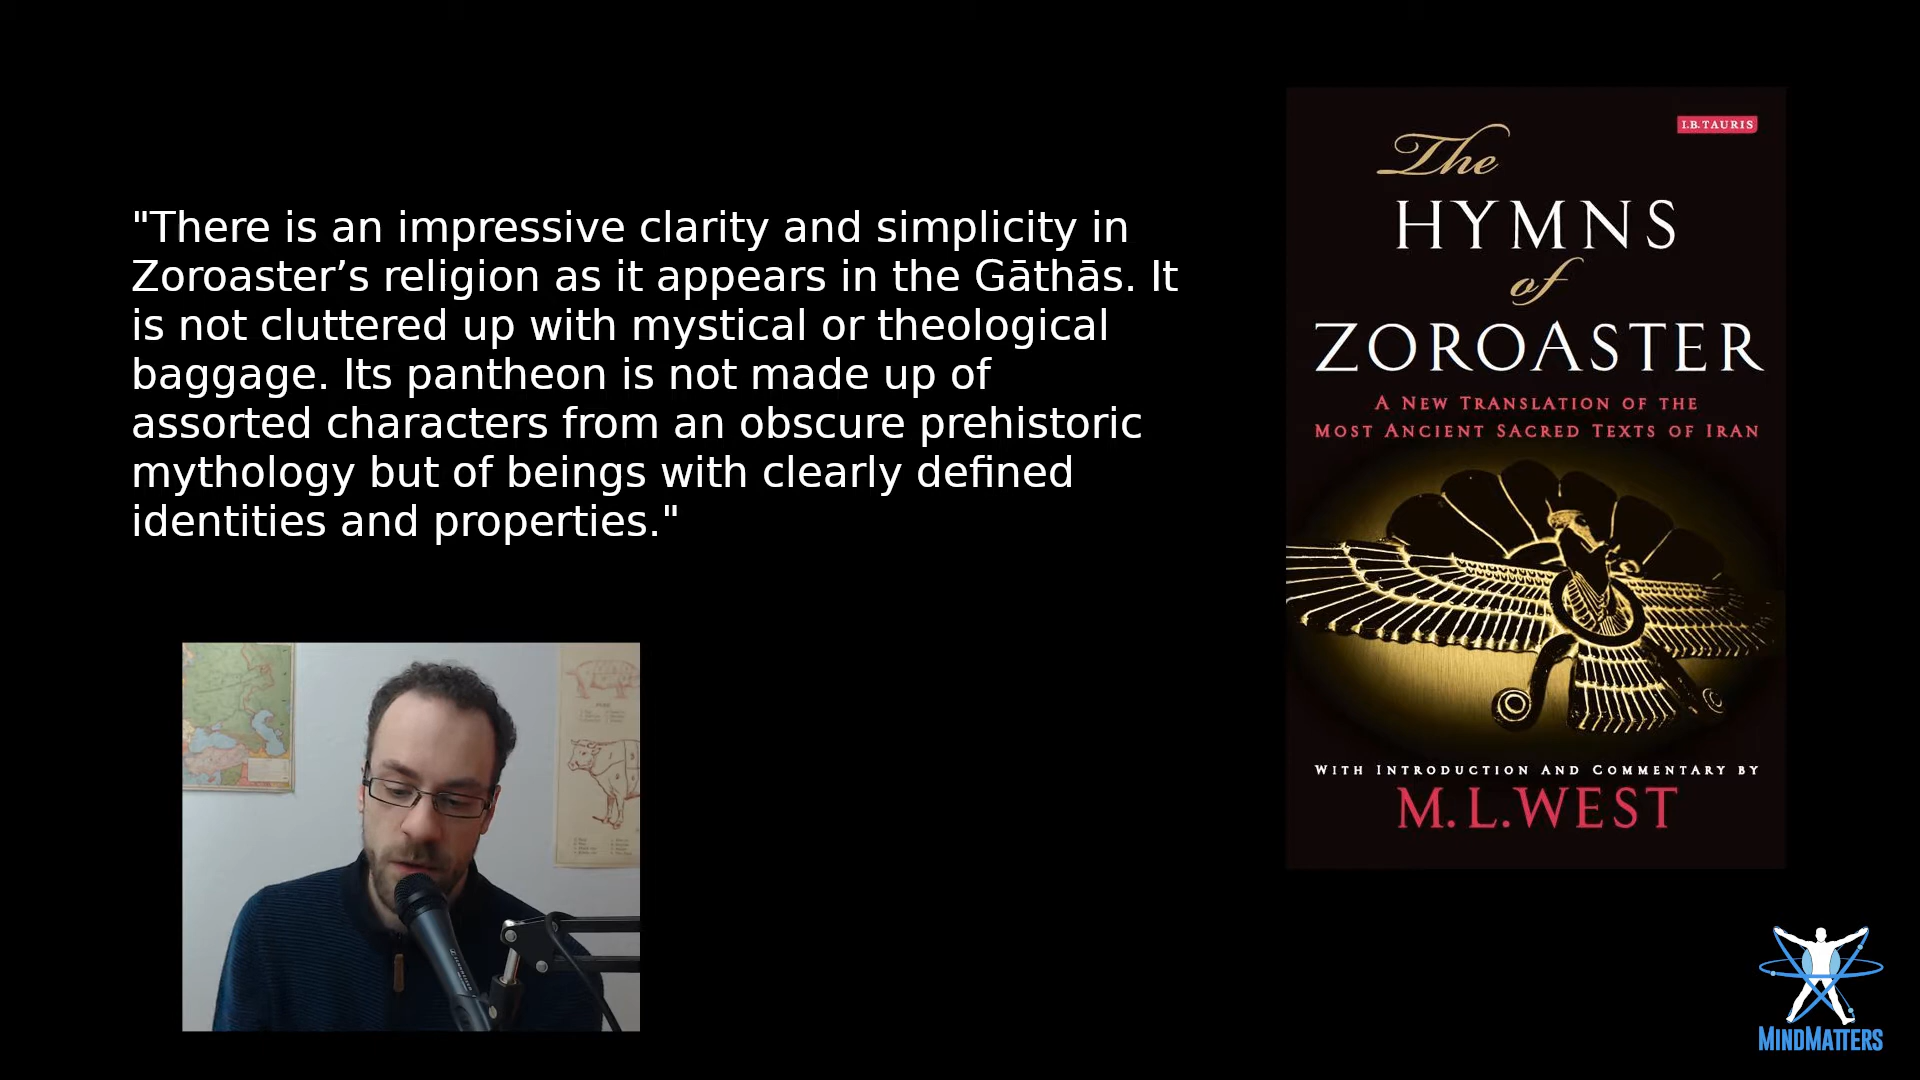 "There is an impressive clarity and simplicity in
Zoroaster’s religion as it appears in the Gāthās. It
is not cluttered up with mystical or theological
baggage. Its pantheon is not made up of
assorted characters from an obscure prehistoric
mythology but of beings with clearly defined
identities and properties."
I.B.TAURIS
The
HYMNS
of
ZOROASTER
A NEW TRANSLATION OF THE
MOST ANCIENT SACRED TEXTS OF IRAN
WITH INTRODUCTION AND COMMENTARY BY
M. L. WEST
MINDMATTERS